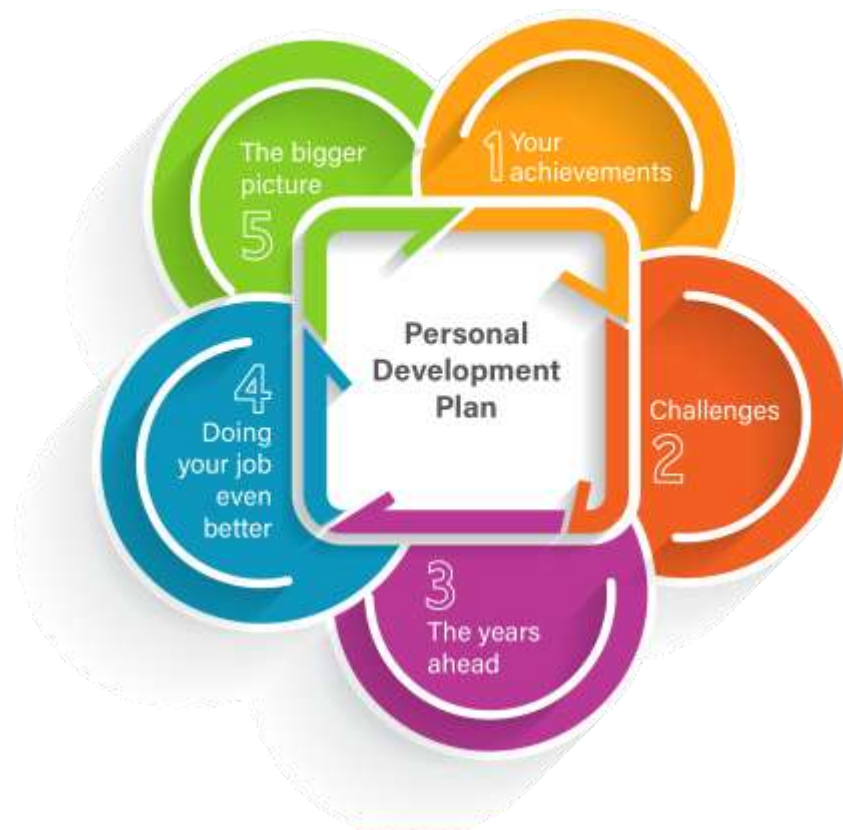 Personal
Development
Plan
1 Your
achievements
Challenges
2
3
The years
ahead
4
Doing
your job
even
better
The bigger
picture
5